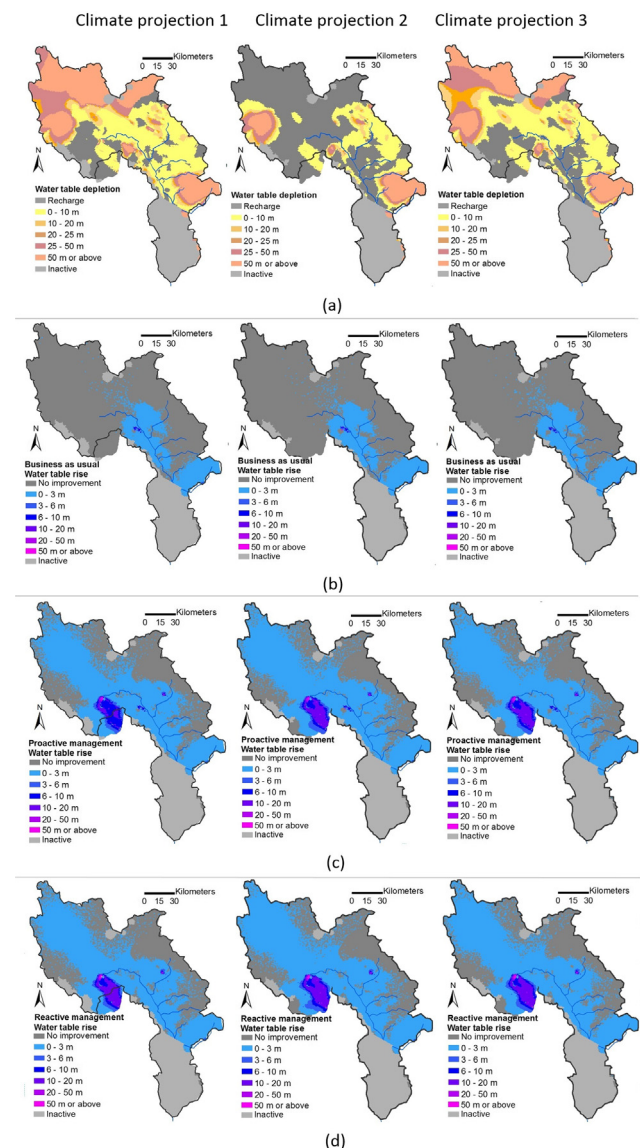 Climate projection 1 Climate projection 2 Climate projection 3
Kilometers Kilometers Kilometers
0 15 30 0 15 30 0 15 30
N N N
Water table depletion Water table depletion Water table depletion
Recharge Recharge Recharge
0 - 10 m 0 - 10 m 0 - 10 m
10 - 20 m 10 - 20 m 10 - 20 m
20 - 25 m 20 - 25 m 20 - 25 m
25 - 50 m 25 - 50 m 25 - 50 m
50 m or above 50 m or above 50 m or above
Inactive Inactive Inactive
(a)
Kilometers Kilometers Kilometers
0 15 30 0 15 30 0 15 30
N N N
Business as usual Business as usual Business as usual
Water table rise Water table rise Water table rise
No improvement No improvement No improvement
0 - 3 m 0 - 3 m 0 - 3 m
3 - 6 m 3 - 6 m 3 - 6 m
6 - 10 m 6 - 10 m 6 - 10 m
10 - 20 m 10 - 20 m 10 - 20 m
20 - 50 m 20 - 50 m 20 - 50 m
50 m or above 50 m or above 50 m or above
Inactive Inactive Inactive
(b)
Kilometers Kilometers Kilometers
0 15 30 0 15 30 0 15 30
N N N
Proactive management Proactive management Proactive management
Water table rise Water table rise Water table rise
No improvement No improvement No improvement
0 - 3 m 0 - 3 m 0 - 3 m
3 - 6 m 3 - 6 m 3 - 6 m
6 - 10 m 6 - 10 m 6 - 10 m
10 - 20 m 10 - 20 m 10 - 20 m
20 - 50 m 20 - 50 m 20 - 50 m
50 m or above 50 m or above 50 m or above
Inactive Inactive Inactive
(c)
Kilometers Kilometers Kilometers
0 15 30 0 15 30 0 15 30
N N N
Reactive management Reactive management Reactive management
Water table rise Water table rise Water table rise
No improvement No improvement No improvement
0 - 3 m 0 - 3 m 0 - 3 m
3 - 6 m 3 - 6 m 3 - 6 m
6 - 10 m 6 - 10 m 6 - 10 m
10 - 20 m 10 - 20 m 10 - 20 m
20 - 50 m 20 - 50 m 20 - 50 m
50 m or above 50 m or above 50 m or above
Inactive Inactive Inactive
(d)